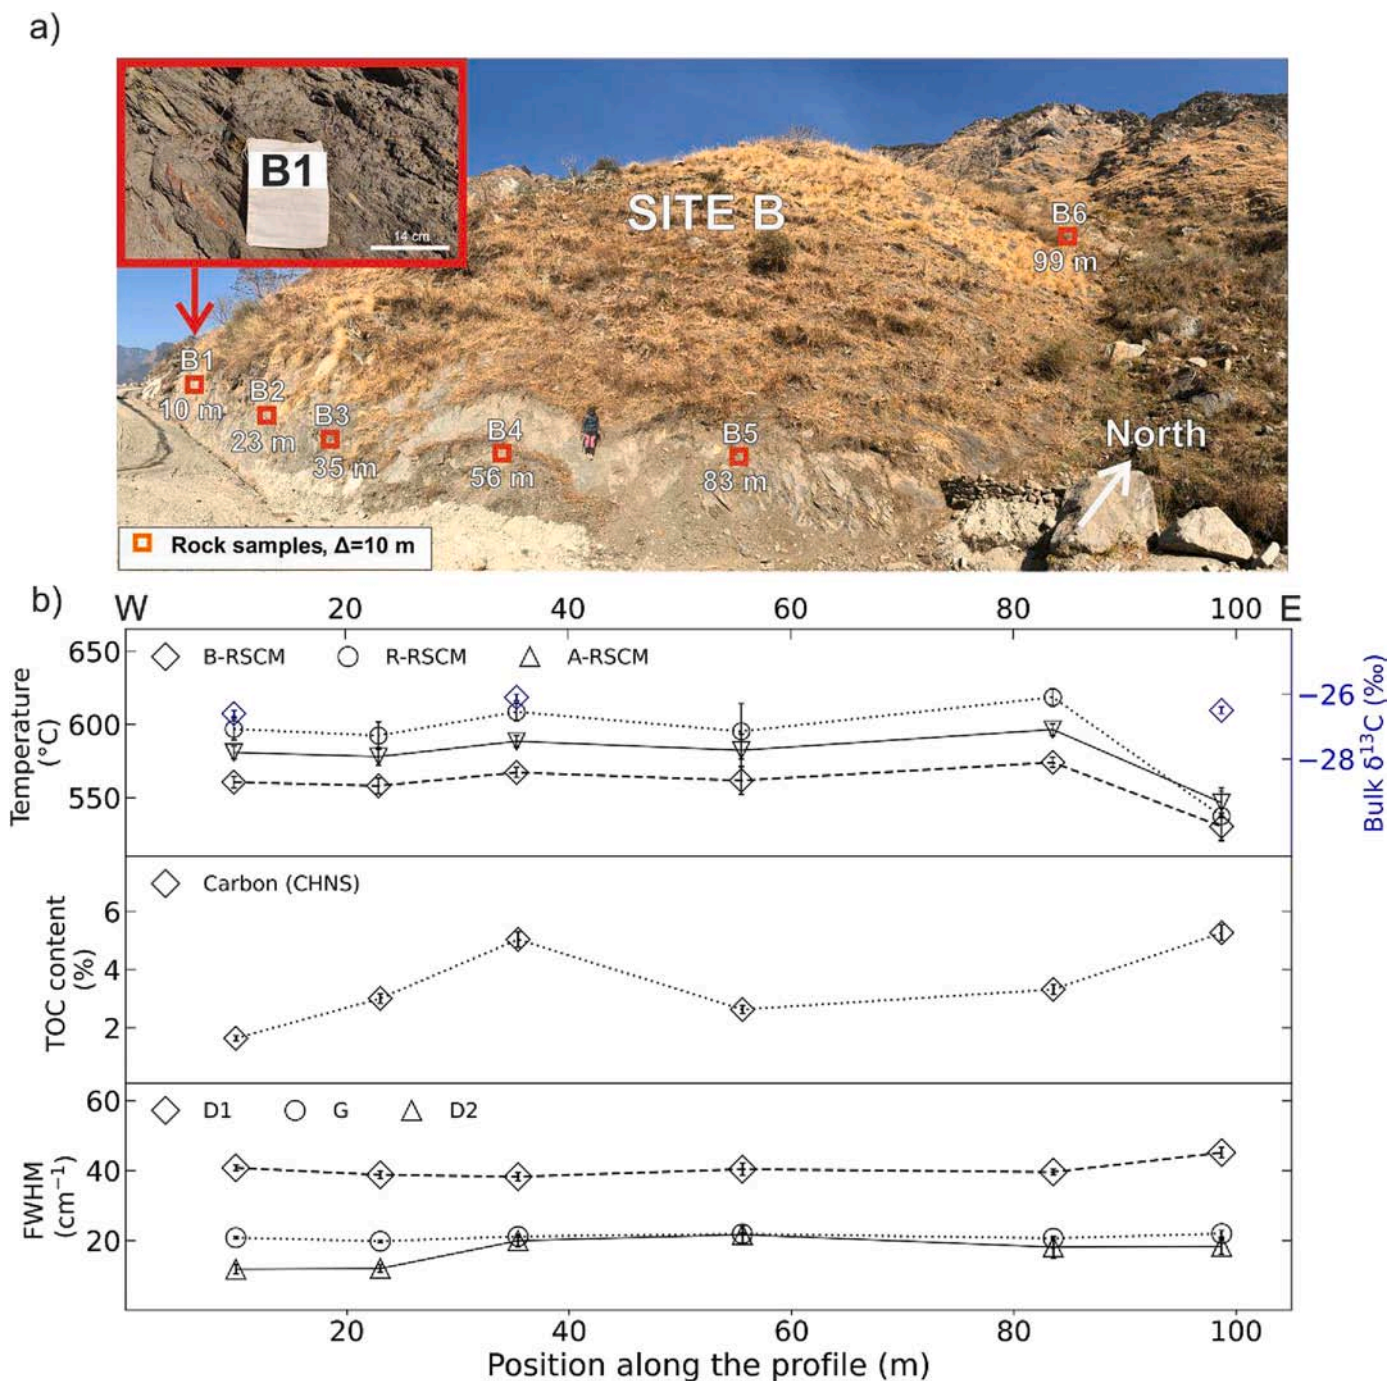 a)
B1
14 cm
SITE B
B6
99 m
B1
10 m
B2
23 m
B3
35 m
B4
56 m
B5
83 m
North
Rock samples, Δ=10 m
b)
W 20 40 60 80 100 E
Temperature
(°C)
650
600
550
B-RSCM R-RSCM A-RSCM
−26
−28
Bulk δ¹³C (‰)
TOC content
(%)
6
4
2
Carbon (CHNS)
FWHM
(cm⁻¹)
60
40
20
D1 G D2
20 40 60 80 100
Position along the profile (m)